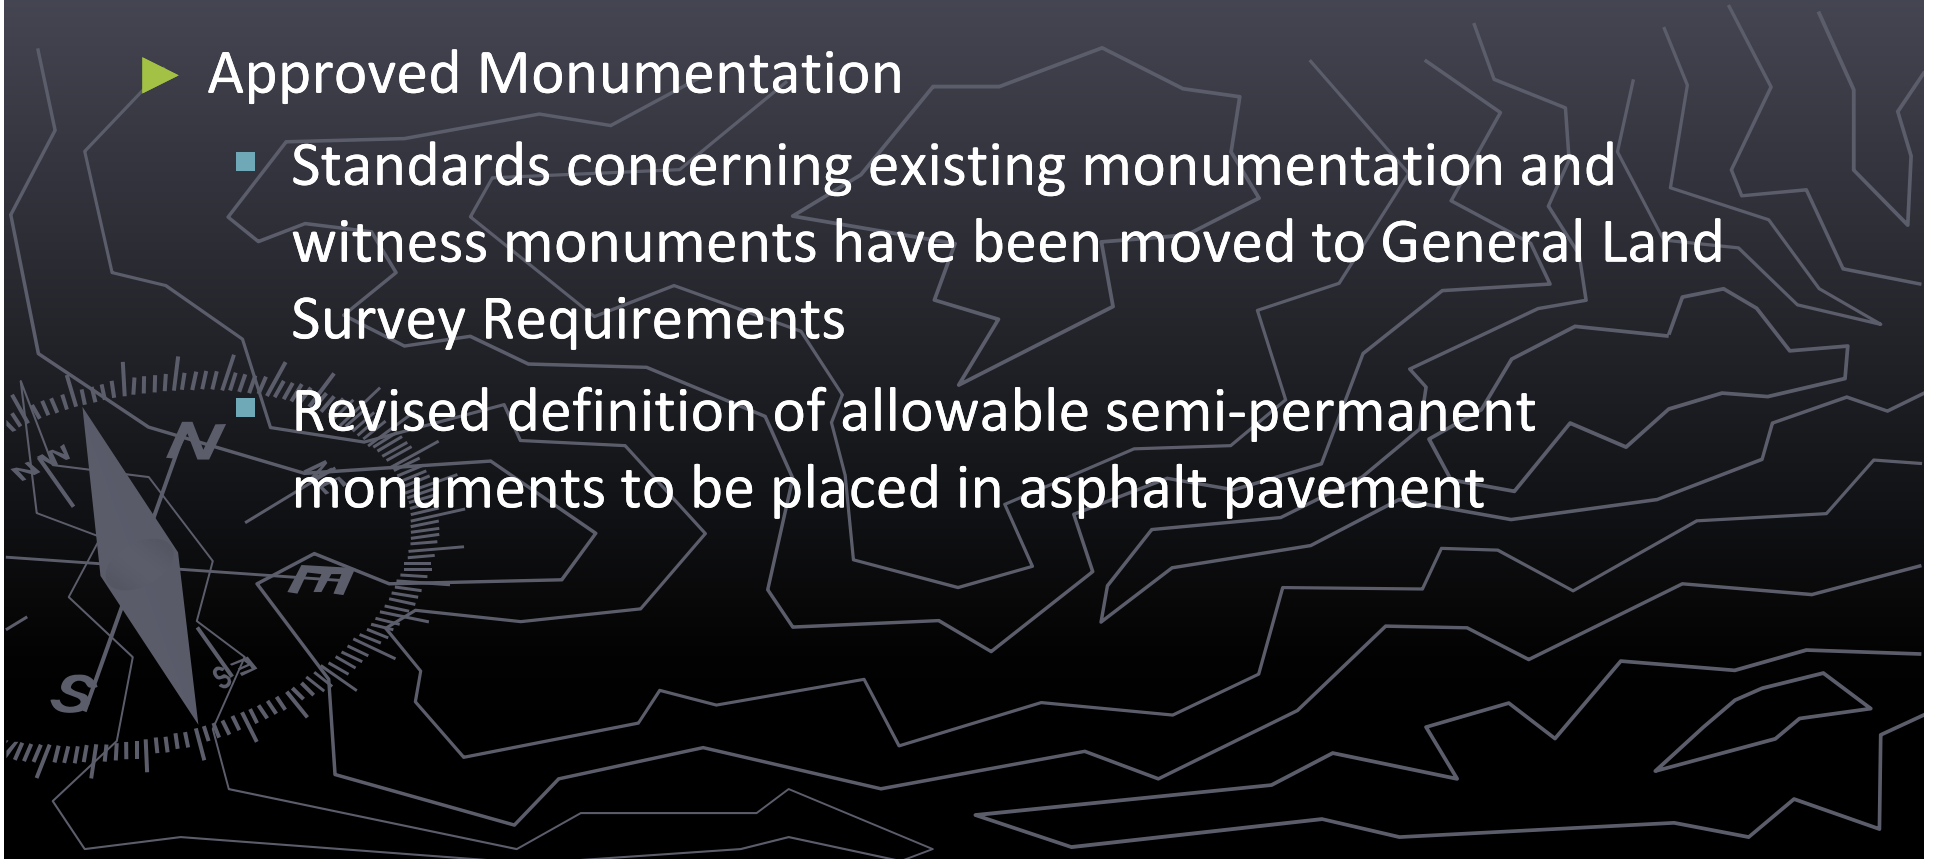 Approved Monumentation
Standards concerning existing monumentation and
witness monuments have been moved to General Land
Survey Requirements
Revised definition of allowable semi-permanent
monuments to be placed in asphalt pavement
N
E
S